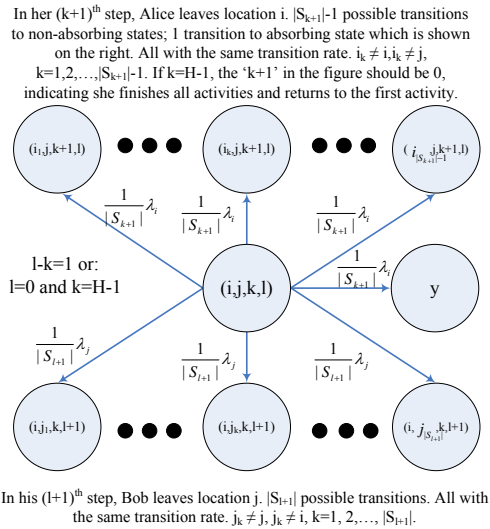 In her (k+1)th step, Alice leaves location i. |Sk+1|-1 possible transitions
to non-absorbing states; 1 transition to absorbing state which is shown
on the right. All with the same transition rate. ik ≠ i,ik ≠ j,
k=1,2,…,|Sk+1|-1. If k=H-1, the ‘k+1’ in the figure should be 0,
indicating she finishes all activities and returns to the first activity.
(i1,j,k+1,l)
(ik,j,k+1,l)
(i|Sk+1|-1,j,k+1,l)
1/|Sk+1| λi
1/|Sk+1| λi
1/|Sk+1| λi
l-k=1 or:
l=0 and k=H-1
(i,j,k,l)
1/|Sk+1| λi
y
1/|Sl+1| λj
1/|Sl+1| λj
1/|Sl+1| λj
(i,j1,k,l+1)
(i,jk,k,l+1)
(i, j|Sl+1|,k,l+1)
In his (l+1)th step, Bob leaves location j. |Sl+1| possible transitions. All with
the same transition rate. jk ≠ j, jk ≠ i, k=1, 2,…, |Sl+1|.